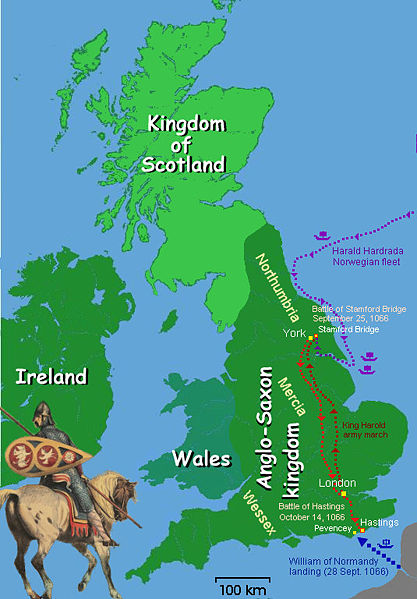 Kingdom
of
Scotland
Harald Hardrada
Norwegian fleet
Northumbria
Battle of Stamford Bridge
September 25, 1066
Stamford Bridge
York
Ireland
Mercia
Anglo-Saxon
kingdom
King Harold
army march
Wales
London
Wessex
Battle of Hastings
October 14, 1066
Hastings
Pevencey
William of Normandy
landing (28 Sept. 1066)
100 km